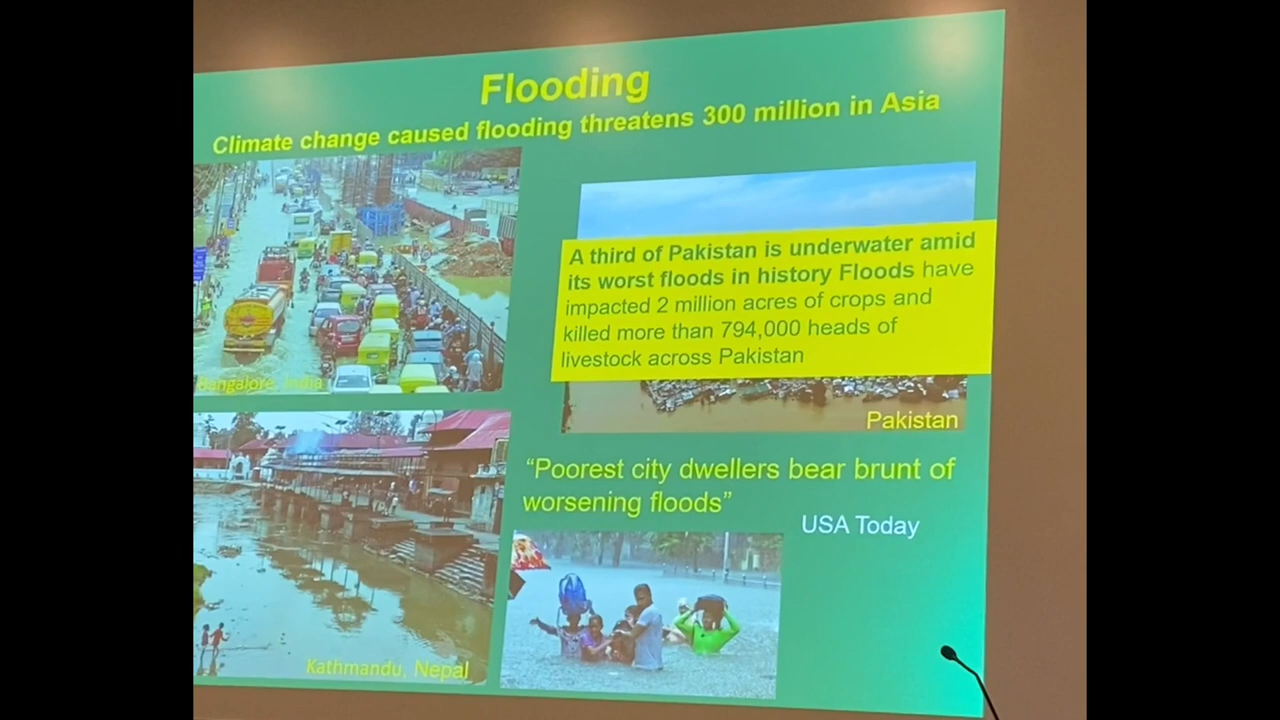 Flooding
Climate change caused flooding threatens 300 million in Asia
Bangalore, India
A third of Pakistan is underwater amid
its worst floods in history Floods have
impacted 2 million acres of crops and
killed more than 794,000 heads of
livestock across Pakistan
Pakistan
Kathmandu, Nepal
“Poorest city dwellers bear brunt of
worsening floods”
USA Today